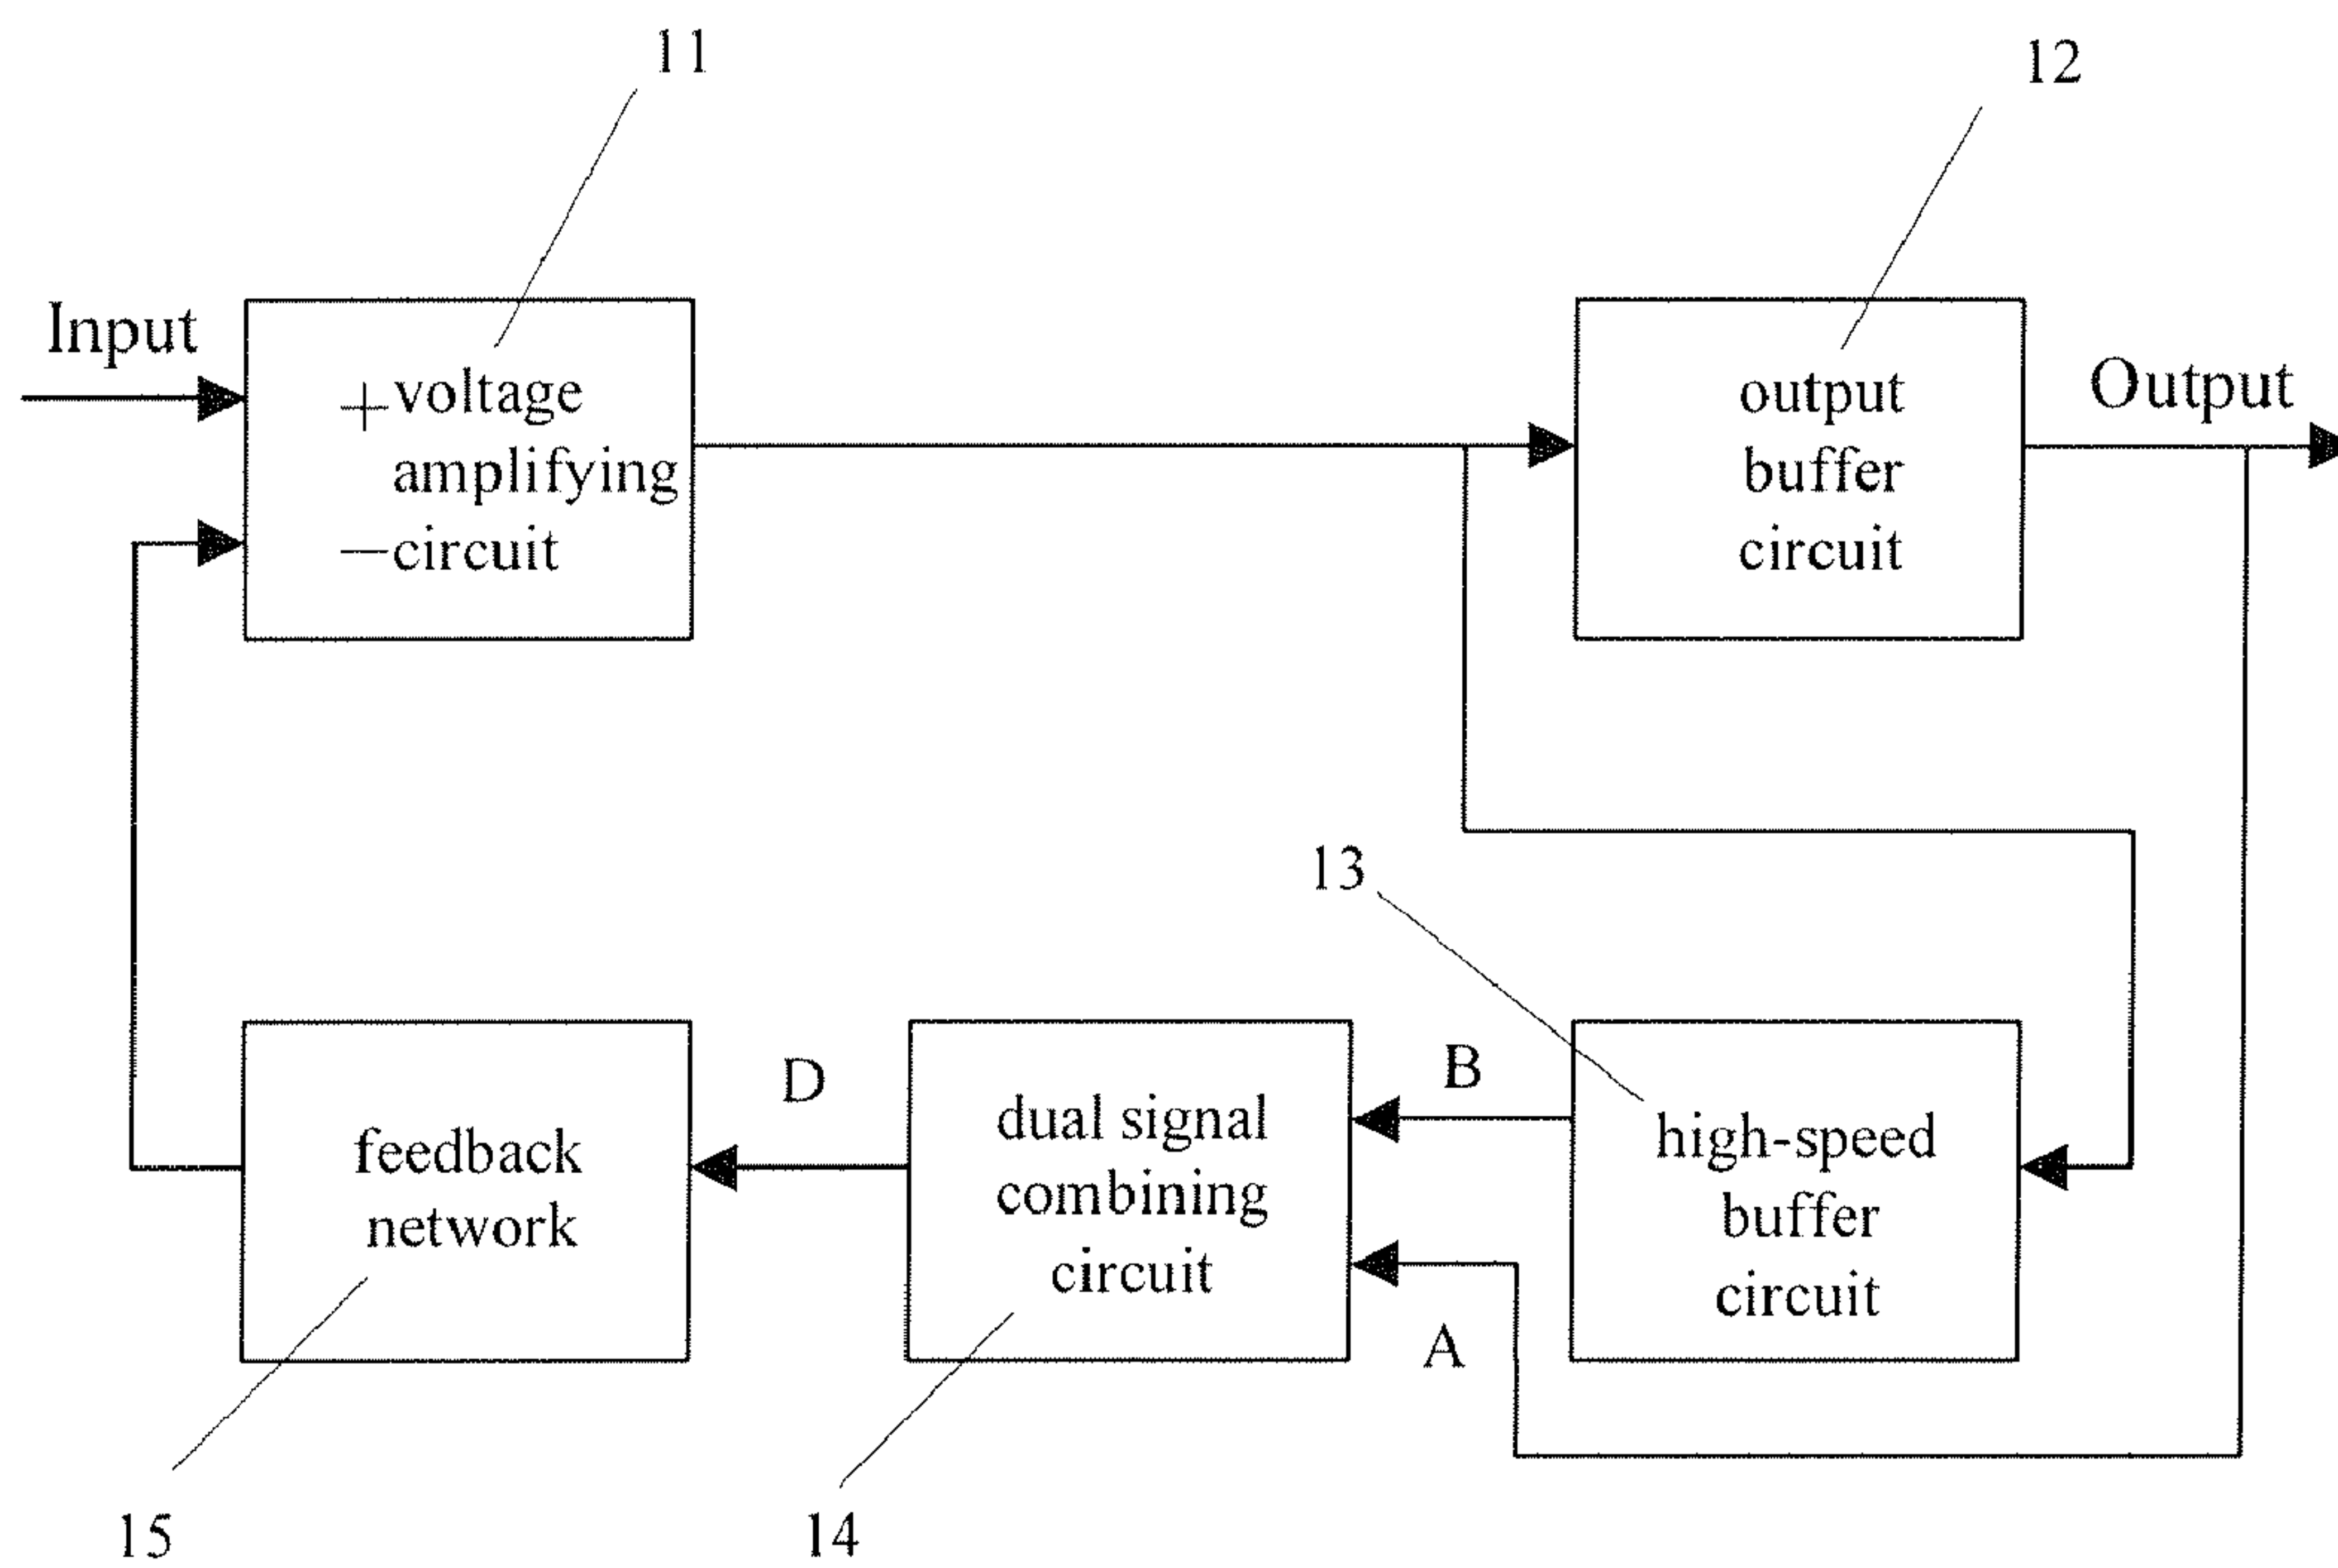 11
12
Input
+ voltage
amplifying
− circuit
output
buffer
circuit
Output
13
feedback
network
D
dual signal
combining
circuit
B
A
high-speed
buffer
circuit
15
14